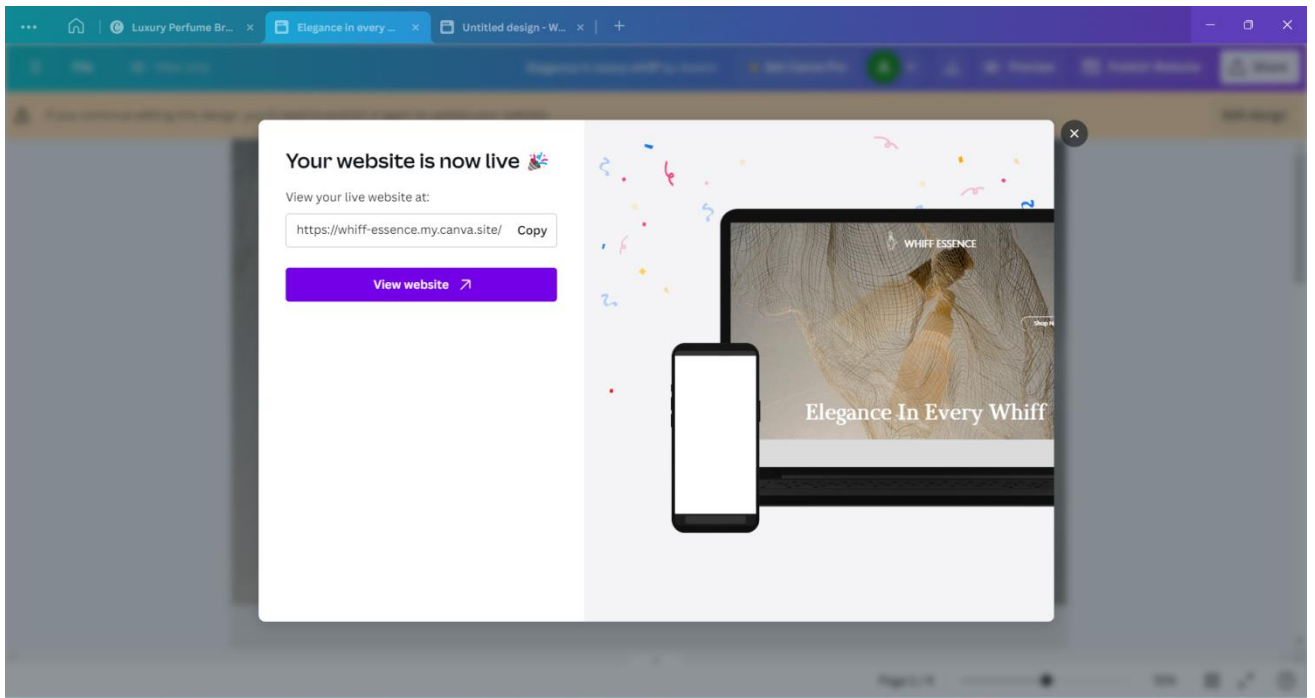 Luxury Perfume Br...
Elegance in every ...
Untitled design - W...
Your website is now live 🎉
View your live website at:
https://whiff-essence.my.canva.site/ Copy
View website
WHIFF ESSENCE
Shop N
Elegance In Every Whiff